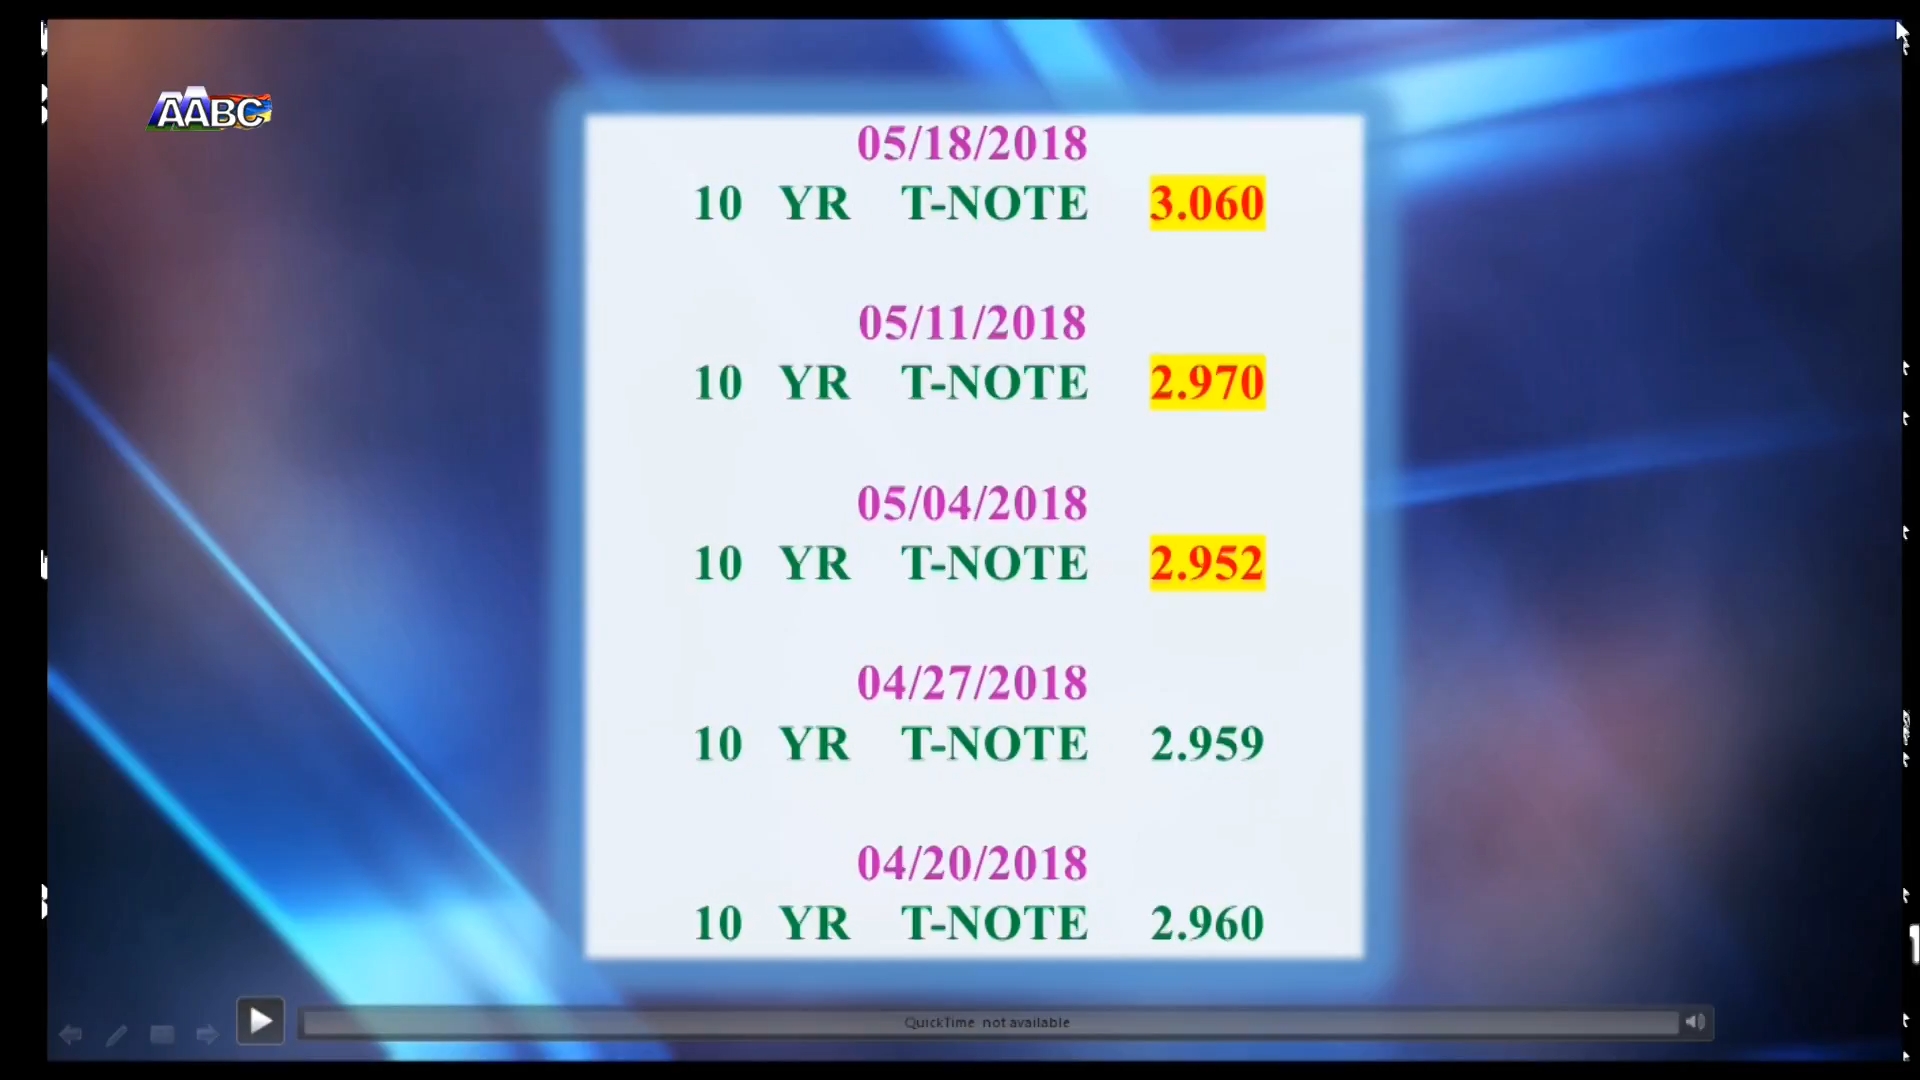 AABC
05/18/2018
10 YR T-NOTE 3.060
05/11/2018
10 YR T-NOTE 2.970
05/04/2018
10 YR T-NOTE 2.952
04/27/2018
10 YR T-NOTE 2.959
04/20/2018
10 YR T-NOTE 2.960
QuickTime not available